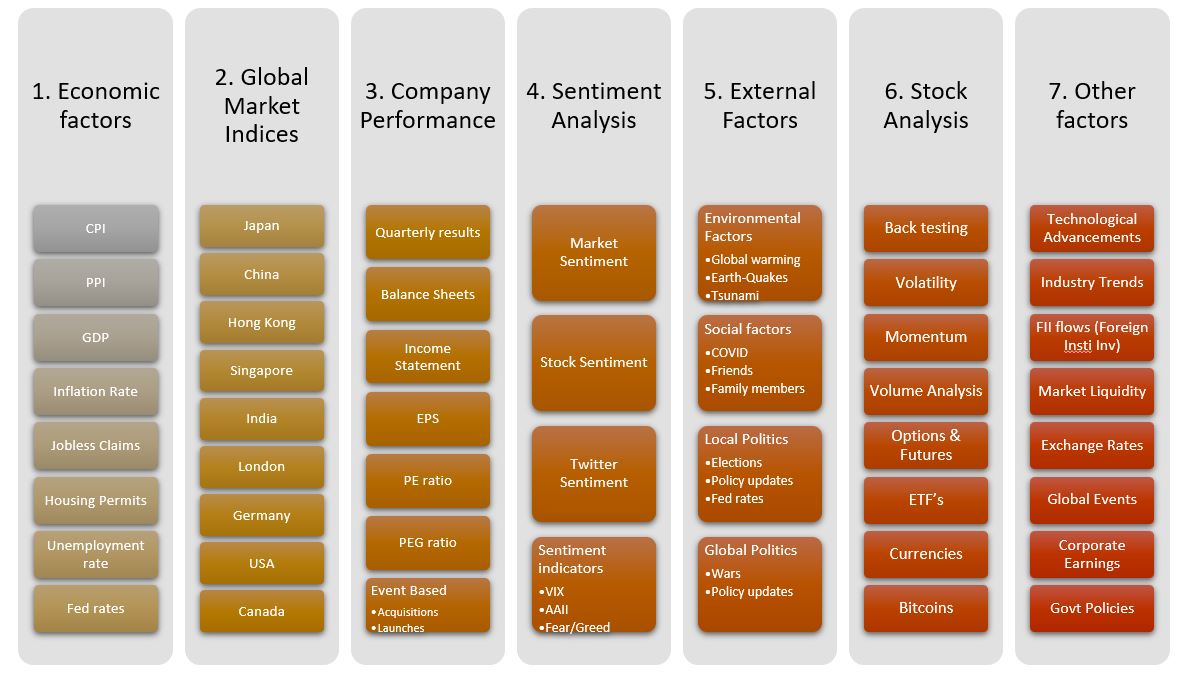 1. Economic
factors
CPI
PPI
GDP
Inflation Rate
Jobless Claims
Housing Permits
Unemployment
rate
Fed rates
2. Global
Market
Indices
Japan
China
Hong Kong
Singapore
India
London
Germany
USA
Canada
3. Company
Performance
Quarterly results
Balance Sheets
Income
Statement
EPS
PE ratio
PEG ratio
Event Based
•Acquisitions
•Launches
4. Sentiment
Analysis
Market
Sentiment
Stock Sentiment
Twitter
Sentiment
Sentiment
indicators
•VIX
•AAII
•Fear/Greed
5. External
Factors
Environmental
Factors
•Global warming
•Earth-Quakes
•Tsunami
Social factors
•COVID
•Friends
•Family members
Local Politics
•Elections
•Policy updates
•Fed rates
Global Politics
•Wars
•Policy updates
6. Stock
Analysis
Back testing
Volatility
Momentum
Volume Analysis
Options &
Futures
ETF's
Currencies
Bitcoins
7. Other
factors
Technological
Advancements
Industry Trends
FII flows (Foreign
Insti Inv)
Market Liquidity
Exchange Rates
Global Events
Corporate
Earnings
Govt Policies